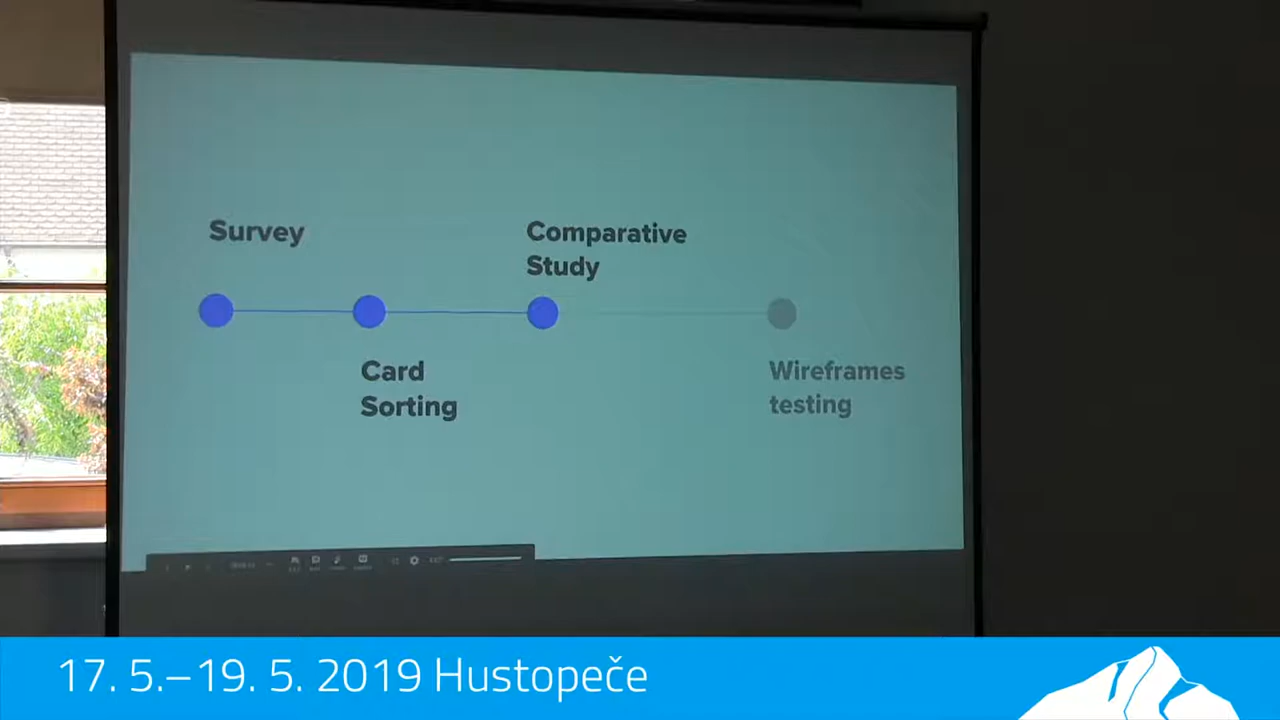 Survey
Comparative
Study
Card
Sorting
Wireframes
testing
17. 5.–19. 5. 2019 Hustopeče